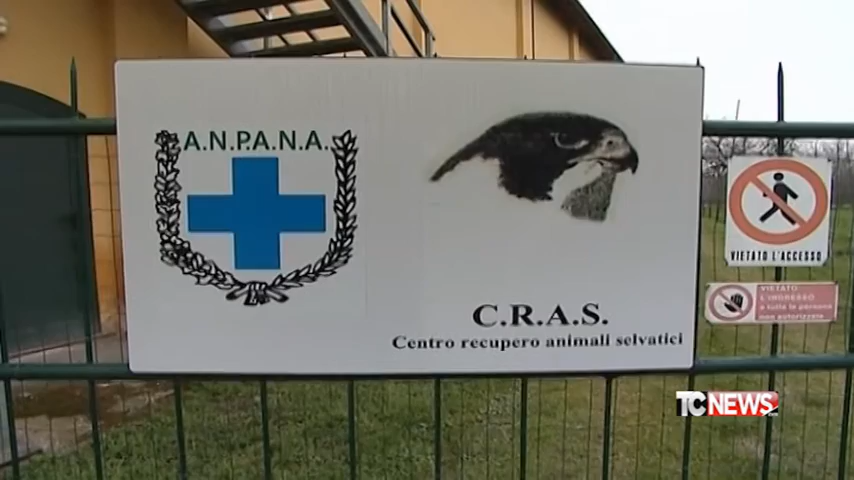 A.N.P.A.N.A.
C.R.A.S.
Centro recupero animali selvatici
VIETATO L'ACCESSO
VIETATO
L'INGRESSO
a tutte le persone
non autorizzate
TCNEWS